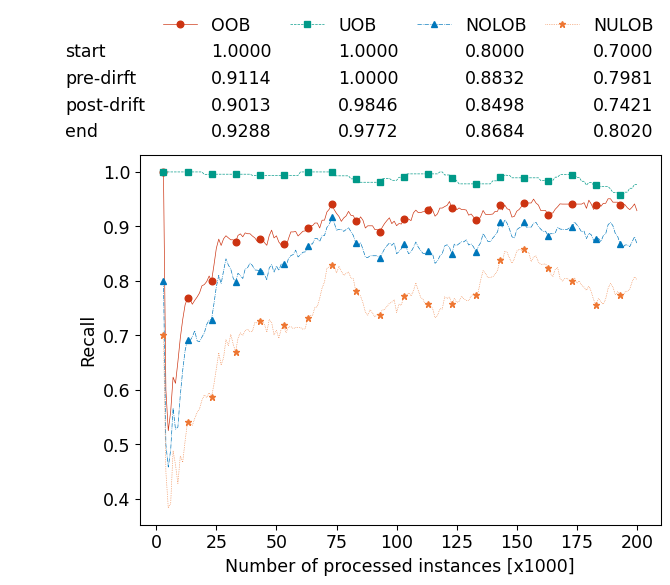 OOB UOB NOLOB NULOB
start 1.0000 1.0000 0.8000 0.7000
pre-dirft 0.9114 1.0000 0.8832 0.7981
post-drift 0.9013 0.9846 0.8498 0.7421
end 0.9288 0.9772 0.8684 0.8020
1.0
0.9
0.8
0.7
0.6
0.5
0.4
Recall
0 25 50 75 100 125 150 175 200
Number of processed instances [x1000]